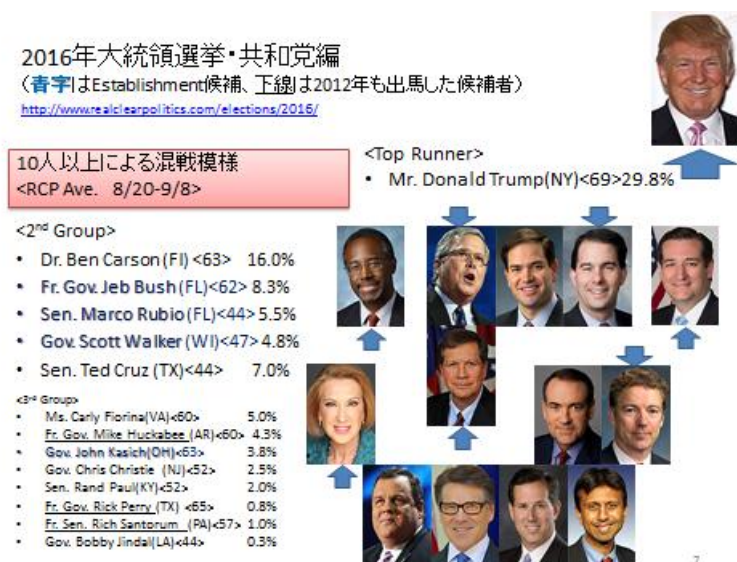 2016年大統領選挙・共和党編
（青字はEstablishment候補、下線は2012年も出馬した候補者）
http://www.realclearpolitics.com/elections/2016/
10人以上による混戦模様
<RCP Ave.  8/20-9/8>
<Top Runner>
• Mr. Donald Trump(NY)<69>29.8%
<2nd Group>
• Dr. Ben Carson(Fl) <63> 16.0%
• Fr. Gov. Jeb Bush (FL)<62> 8.3%
• Sen. Marco Rubio (FL)<44> 5.5%
• Gov. Scott Walker (WI)<47> 4.8%
• Sen. Ted Cruz (TX)<44> 7.0%
<3rd Group>
• Ms. Carly Fiorina(VA)<60> 5.0%
• Fr. Gov. Mike Huckabee (AR)<60> 4.3%
• Gov. John Kasich(OH)<63> 3.8%
• Gov. Chris Christie (NJ)<52> 2.5%
• Sen. Rand Paul(KY)<52> 2.0%
• Fr. Gov. Rick Perry (TX) <65> 0.8%
• Fr. Sen. Rich Santorum (PA)<57> 1.0%
• Gov. Bobby Jindal(LA)<44> 0.3%
7